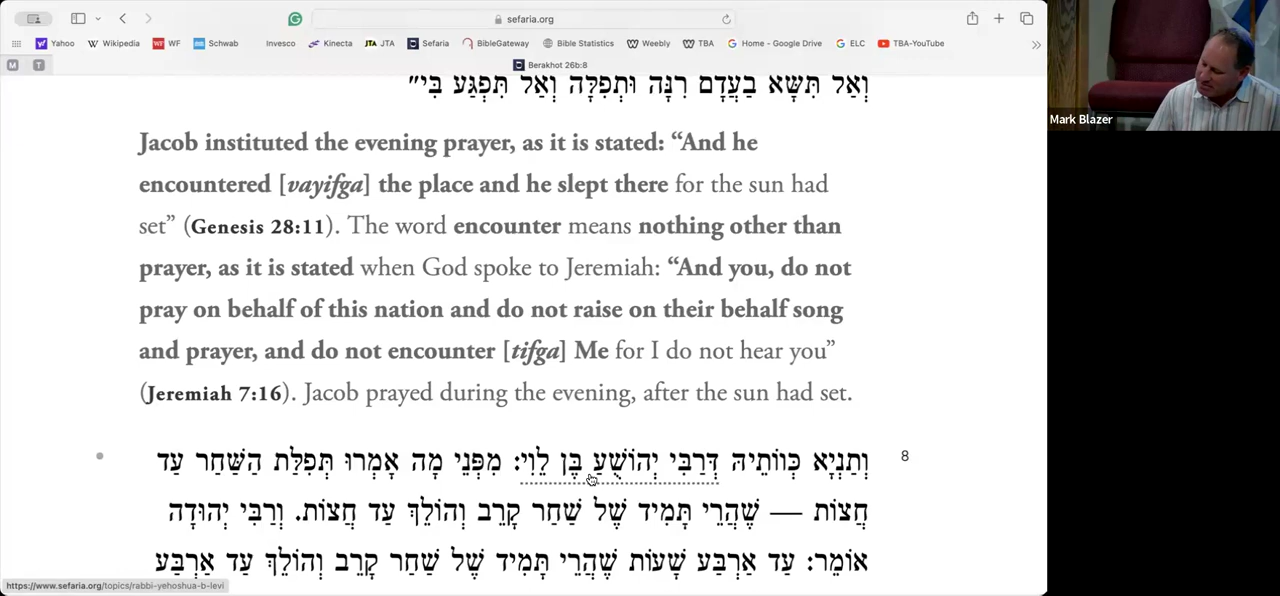 sefaria.org
Yahoo Wikipedia WF Schwab Invesco Kinecta JTA Sefaria BibleGateway Bible Statistics Weebly TBA Home - Google Drive ELC TBA-YouTube
M T Berakhot 26b:8
וְאַל תִּשָּׂא בַעֲדָם רִנָּה וּתְפִלָּה וְאַל תִּפְגַּע בִּי״
Jacob instituted the evening prayer, as it is stated: “And he
encountered [vayifga] the place and he slept there for the sun had
set” (Genesis 28:11). The word encounter means nothing other than
prayer, as it is stated when God spoke to Jeremiah: “And you, do not
pray on behalf of this nation and do not raise on their behalf song
and prayer, and do not encounter [tifga] Me for I do not hear you”
(Jeremiah 7:16). Jacob prayed during the evening, after the sun had set.
8
וְתַנְיָא כְּווֹתֵיהּ דְּרַבִּי יְהוֹשֻׁעַ בֶּן לֵוִי: מִפְּנֵי מָה אָמְרוּ תְּפִלַּת הַשַּׁחַר עַד
חֲצוֹת — שֶׁהֲרֵי תָּמִיד שֶׁל שַׁחַר קָרֵב וְהוֹלֵךְ עַד חֲצוֹת. וְרַבִּי יְהוּדָה
אוֹמֵר: עַד אַרְבַּע שָׁעוֹת שֶׁהֲרֵי תָּמִיד שֶׁל שַׁחַר קָרֵב וְהוֹלֵךְ עַד אַרְבַּע
https://www.sefaria.org/topics/rabbi-yehoshua-b-levi
Mark Blazer